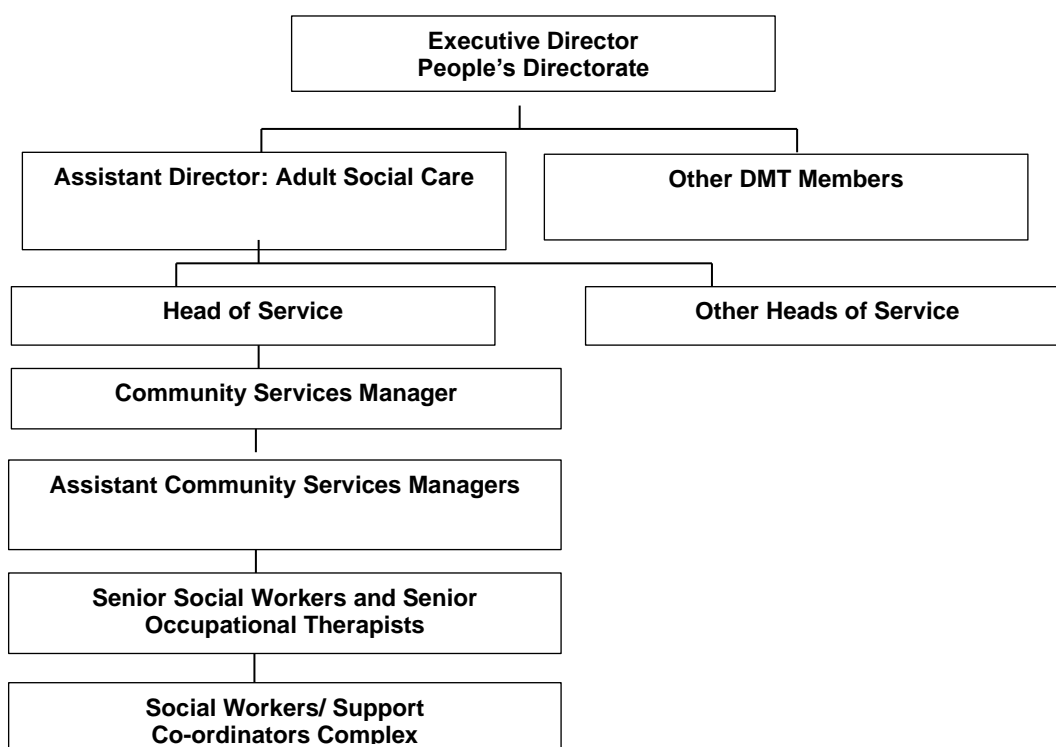 Executive Director
People’s Directorate
Assistant Director: Adult Social Care
Other DMT Members
Head of Service
Other Heads of Service
Community Services Manager
Assistant Community Services Managers
Senior Social Workers and Senior
Occupational Therapists
Social Workers/ Support
Co-ordinators Complex